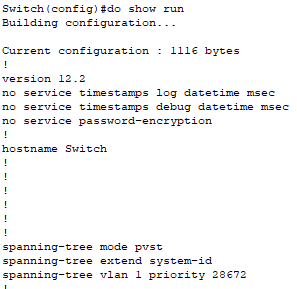 Switch(config)#do show run
Building configuration...
Current configuration : 1116 bytes
!
version 12.2
no service timestamps log datetime msec
no service timestamps debug datetime msec
no service password-encryption
!
hostname Switch
!
!
!
!
!
!
spanning-tree mode pvst
spanning-tree extend system-id
spanning-tree vlan 1 priority 28672
!